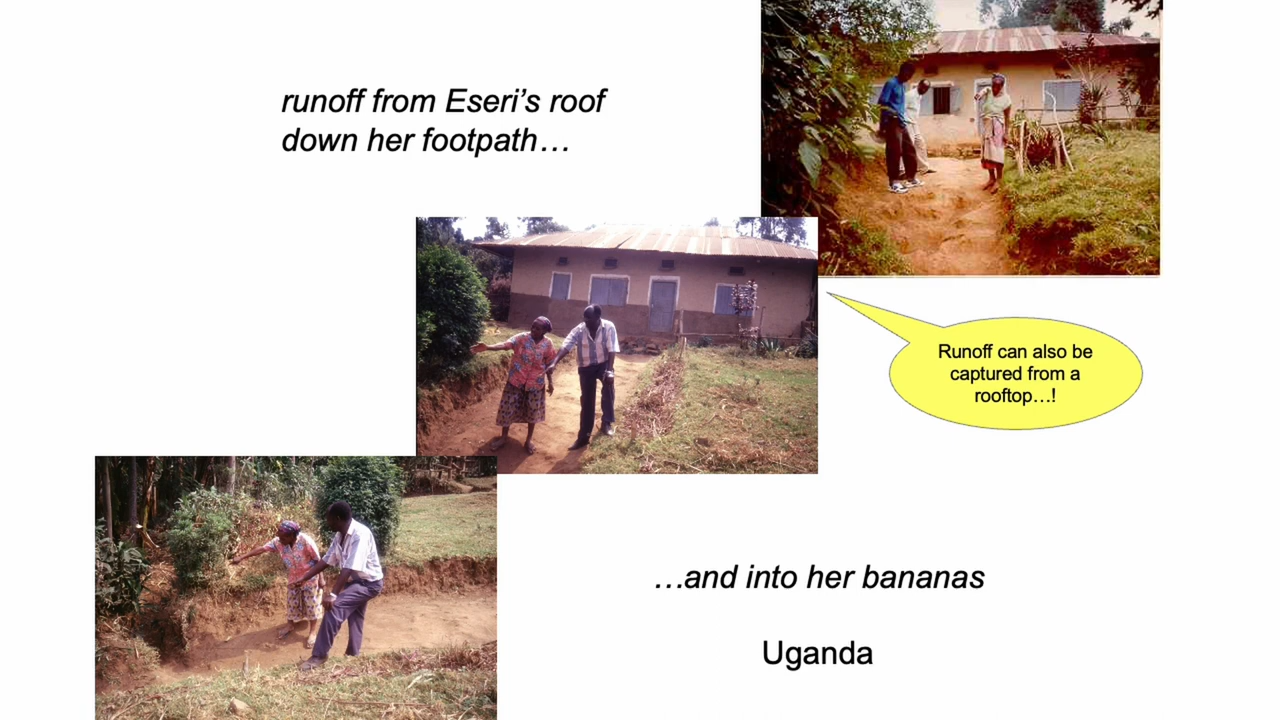 runoff from Eseri’s roof
down her footpath…
Runoff can also be
captured from a
rooftop…!
…and into her bananas
Uganda